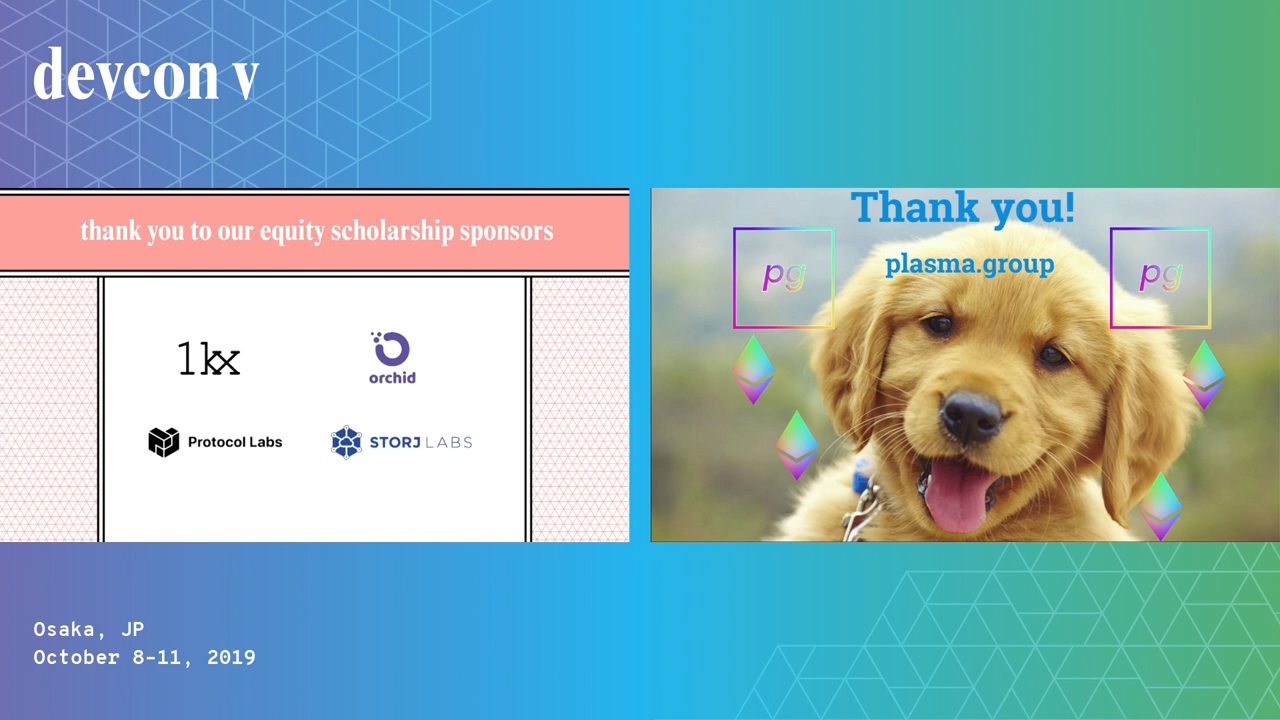 devcon v
thank you to our equity scholarship sponsors
1kx
orchid
Protocol Labs
STORJ LABS
Thank you!
plasma.group
pg
pg
Osaka, JP
October 8-11, 2019